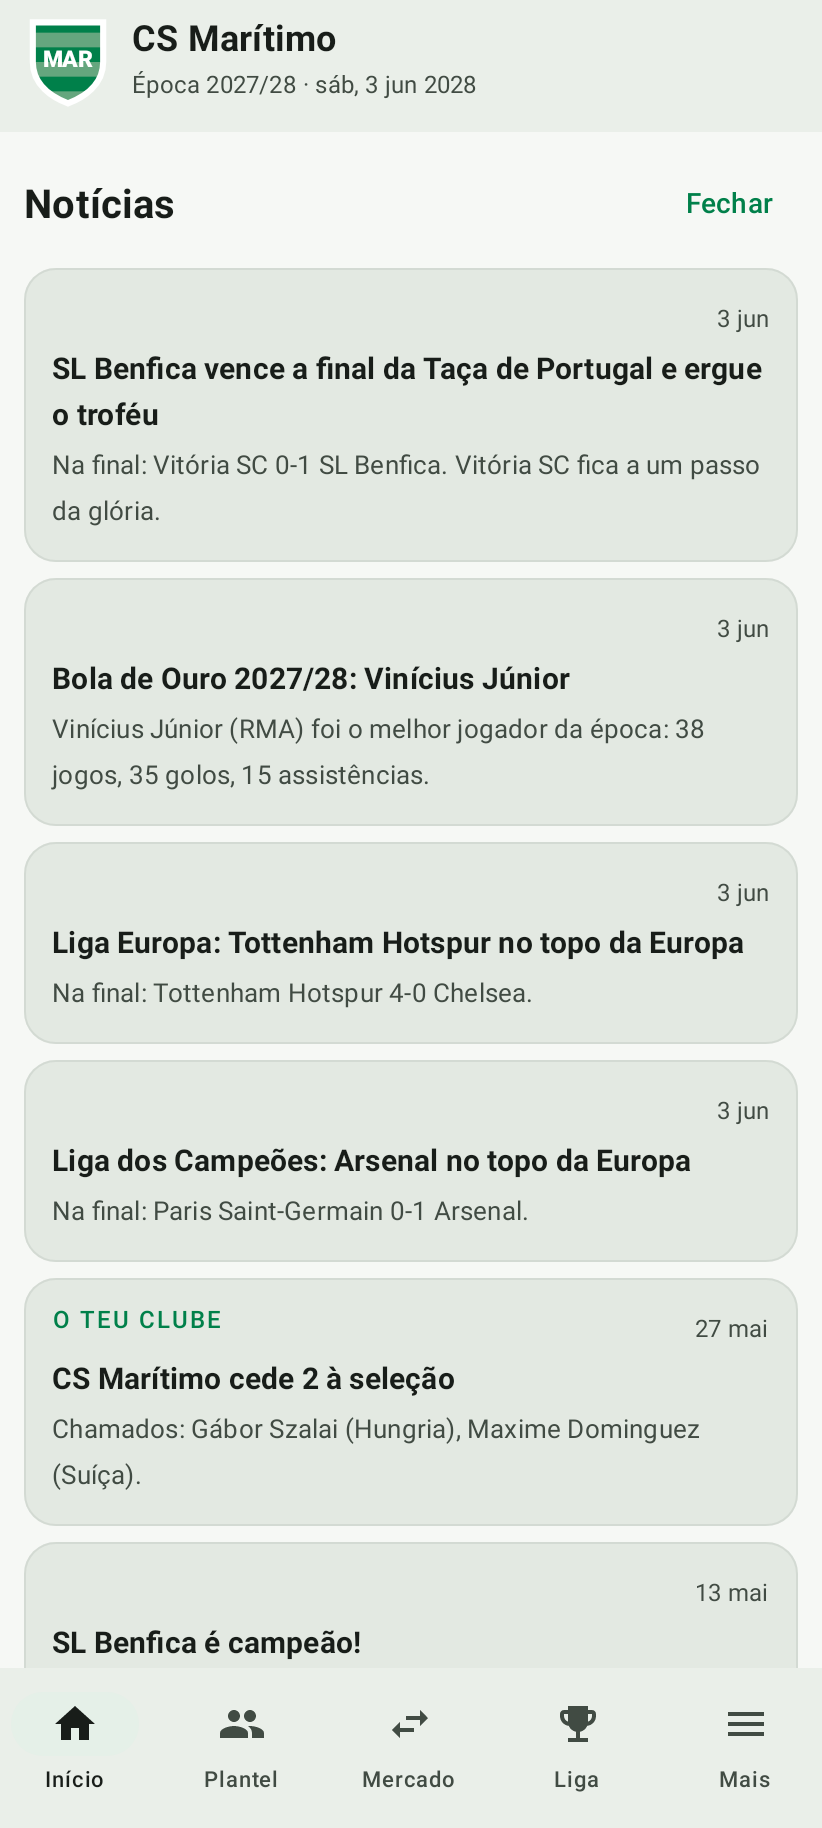 MAR
CS Marítimo
Época 2027/28 · sáb, 3 jun 2028
Notícias
Fechar
3 jun
SL Benfica vence a final da Taça de Portugal e ergue
o troféu
Na final: Vitória SC 0-1 SL Benfica. Vitória SC fica a um passo
da glória.
3 jun
Bola de Ouro 2027/28: Vinícius Júnior
Vinícius Júnior (RMA) foi o melhor jogador da época: 38
jogos, 35 golos, 15 assistências.
3 jun
Liga Europa: Tottenham Hotspur no topo da Europa
Na final: Tottenham Hotspur 4-0 Chelsea.
3 jun
Liga dos Campeões: Arsenal no topo da Europa
Na final: Paris Saint-Germain 0-1 Arsenal.
O TEU CLUBE
27 mai
CS Marítimo cede 2 à seleção
Chamados: Gábor Szalai (Hungria), Maxime Dominguez
(Suíça).
13 mai
SL Benfica é campeão!
Início
Plantel
Mercado
Liga
Mais